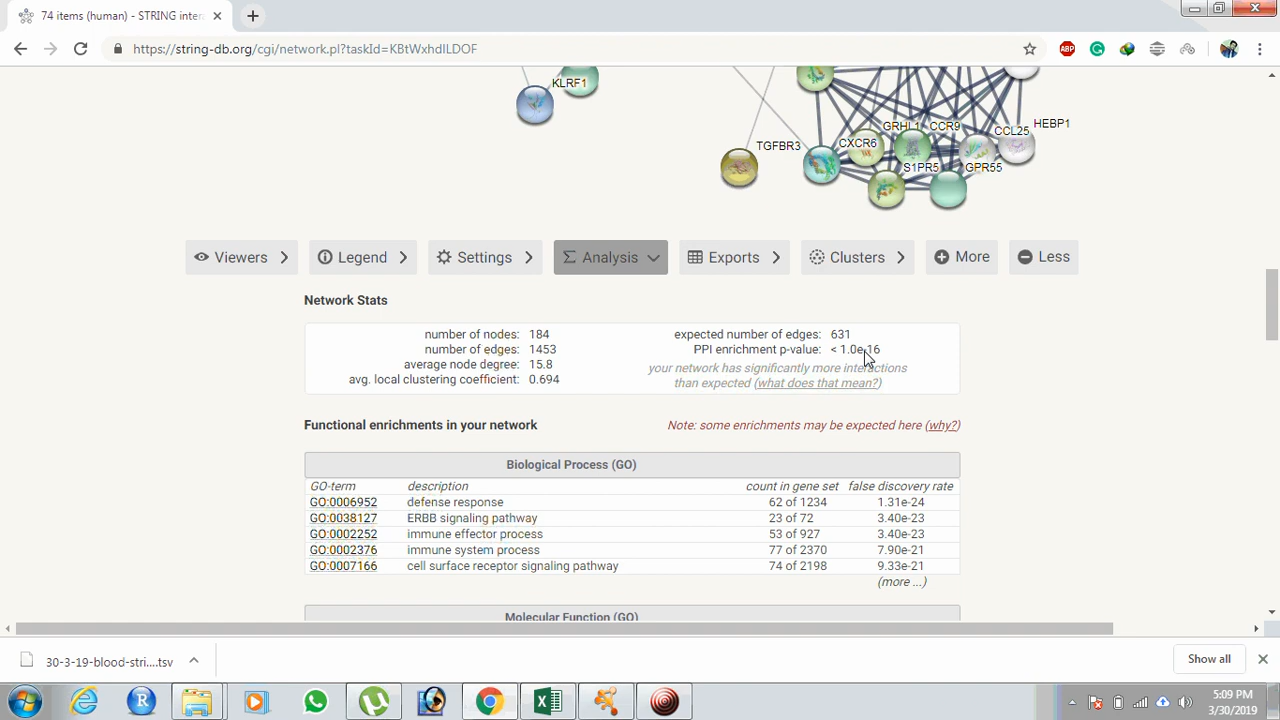 74 items (human) - STRING inter
https://string-db.org/cgi/network.pl?taskId=KBtWxhdILDOF
ABP
KLRF1
TGFBR3
CXCR6
GRHL1
CCR9
CCL25
HEBP1
S1PR5
GPR55
Viewers
Legend
Settings
Analysis
Exports
Clusters
More
Less
Network Stats
number of nodes: 184
number of edges: 1453
average node degree: 15.8
avg. local clustering coefficient: 0.694
expected number of edges: 631
PPI enrichment p-value: < 1.0e-16
your network has significantly more interactions
than expected (what does that mean?)
Functional enrichments in your network
Note: some enrichments may be expected here (why?)
Biological Process (GO)
GO-term description count in gene set false discovery rate
GO:0006952 defense response 62 of 1234 1.31e-24
GO:0038127 ERBB signaling pathway 23 of 72 3.40e-23
GO:0002252 immune effector process 53 of 927 3.40e-23
GO:0002376 immune system process 77 of 2370 7.90e-21
GO:0007166 cell surface receptor signaling pathway 74 of 2198 9.33e-21
(more ...)
Molecular Function (GO)
30-3-19-blood-stri....tsv
Show all
5:09 PM
3/30/2019